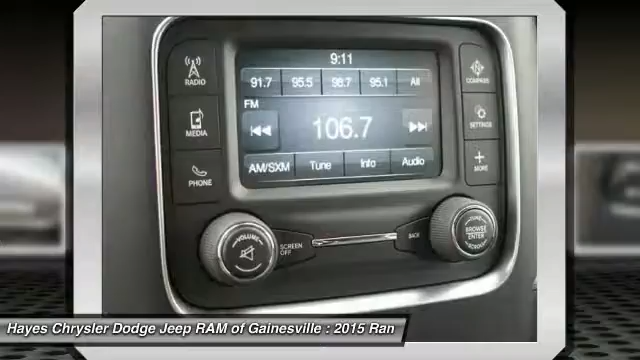 9:11
91.7 95.5 98.7 95.1 All
FM
106.7
AM/SXM Tune Info Audio
RADIO
MEDIA
PHONE
COMPASS
SETTINGS
MORE
VOLUME
SCREEN OFF
BACK
TUNE
BROWSE
ENTER
SCROLL
Hayes Chrysler Dodge Jeep RAM of Gainesville : 2015 Ran